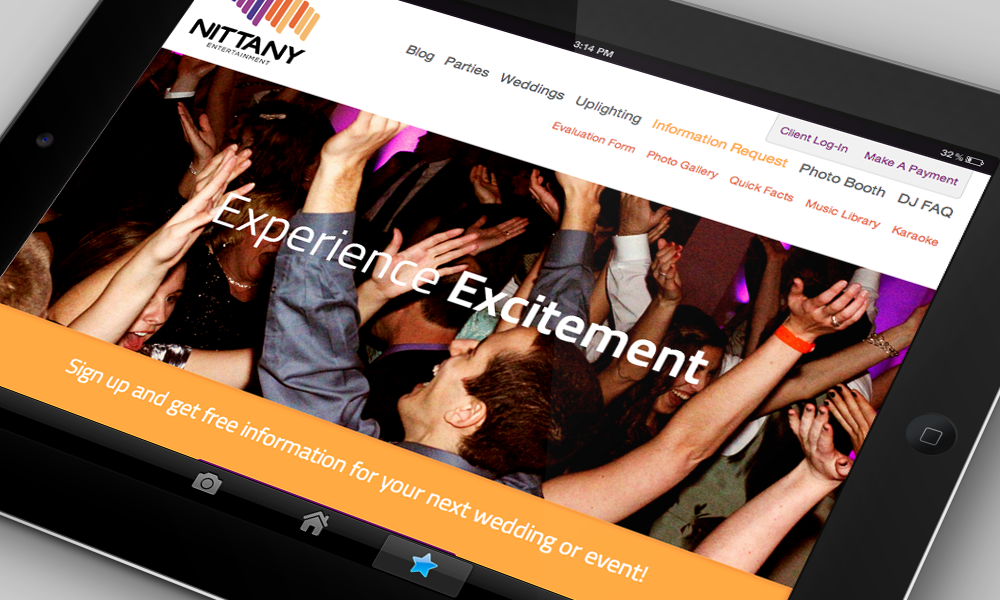 3:14 PM
32 %
NITTANY
ENTERTAINMENT
Client Log-In Make A Payment
Blog Parties Weddings Uplighting Information Request Photo Booth DJ FAQ
Evaluation Form Photo Gallery Quick Facts Music Library Karaoke
Experience Excitement
Sign up and get free information for your next wedding or event!